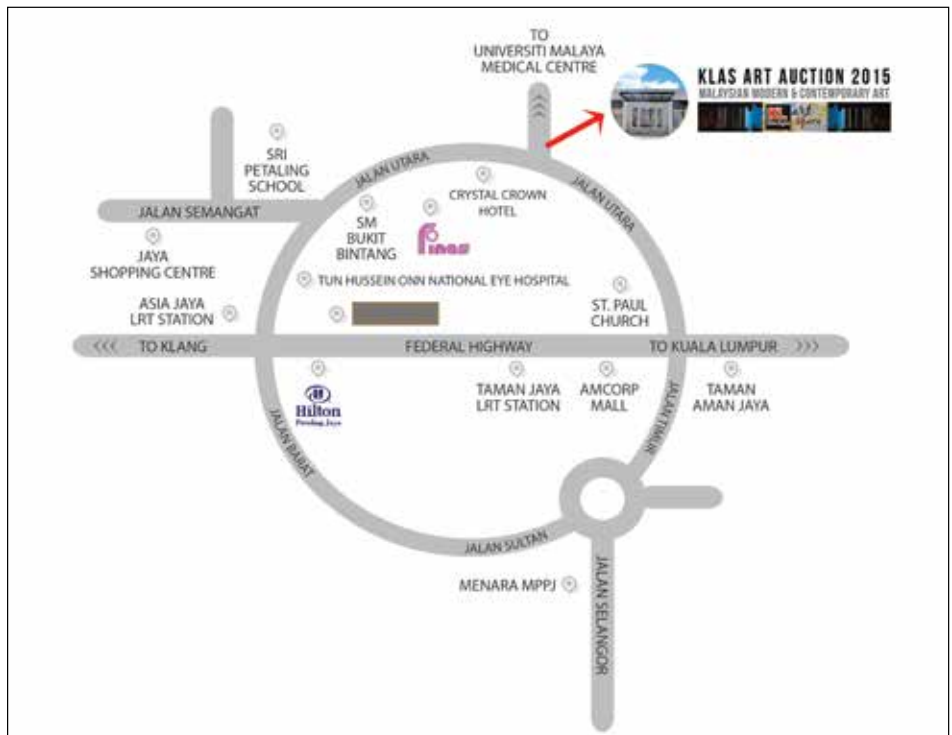 TO
UNIVERSITI MALAYA
MEDICAL CENTRE
KLAS ART AUCTION 2015
MALAYSIAN MODERN & CONTEMPORARY ART
SRI
PETALING
SCHOOL
JALAN UTARA
CRYSTAL CROWN
HOTEL
JALAN UTARA
JALAN SEMANGAT
SM
BUKIT
BINTANG
Finas
JAYA
SHOPPING CENTRE
TUN HUSSEIN ONN NATIONAL EYE HOSPITAL
ASIA JAYA
LRT STATION
ST. PAUL
CHURCH
<<< TO KLANG
FEDERAL HIGHWAY
TO KUALA LUMPUR >>>
Hilton
Petaling Jaya
TAMAN JAYA
LRT STATION
AMCORP
MALL
TAMAN
AMAN JAYA
JALAN TIMUR
JALAN BARAT
JALAN SULTAN
MENARA MPPJ
JALAN SELANGOR